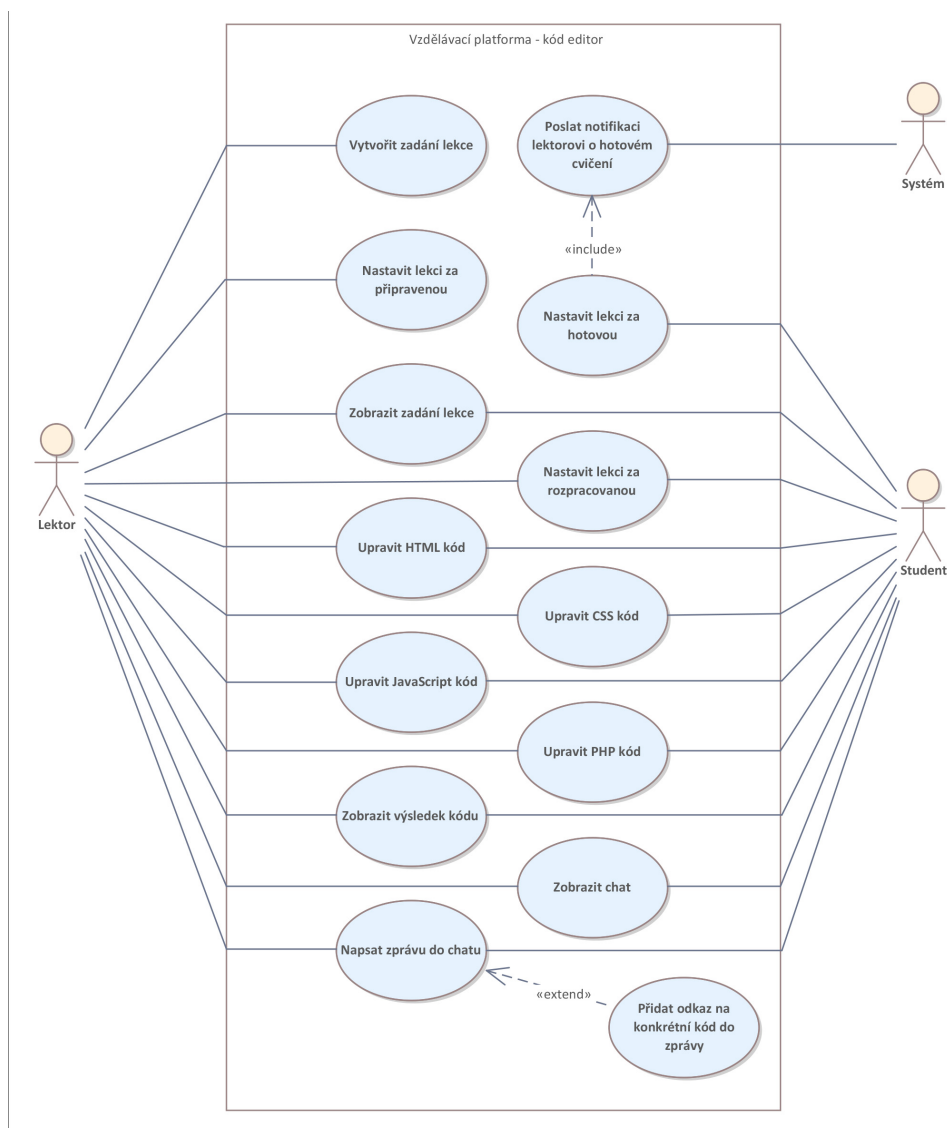 Vzdělávací platforma - kód editor
Vytvořit zadání lekce
Poslat notifikaci
lektorovi o hotovém
cvičení
Systém
«include»
Nastavit lekci za
připravenou
Nastavit lekci za
hotovou
Zobrazit zadání lekce
Nastavit lekci za
rozpracovanou
Lektor
Upravit HTML kód
Student
Upravit CSS kód
Upravit JavaScript kód
Upravit PHP kód
Zobrazit výsledek kódu
Zobrazit chat
Napsat zprávu do chatu
«extend»
Přidat odkaz na
konkrétní kód do
zprávy